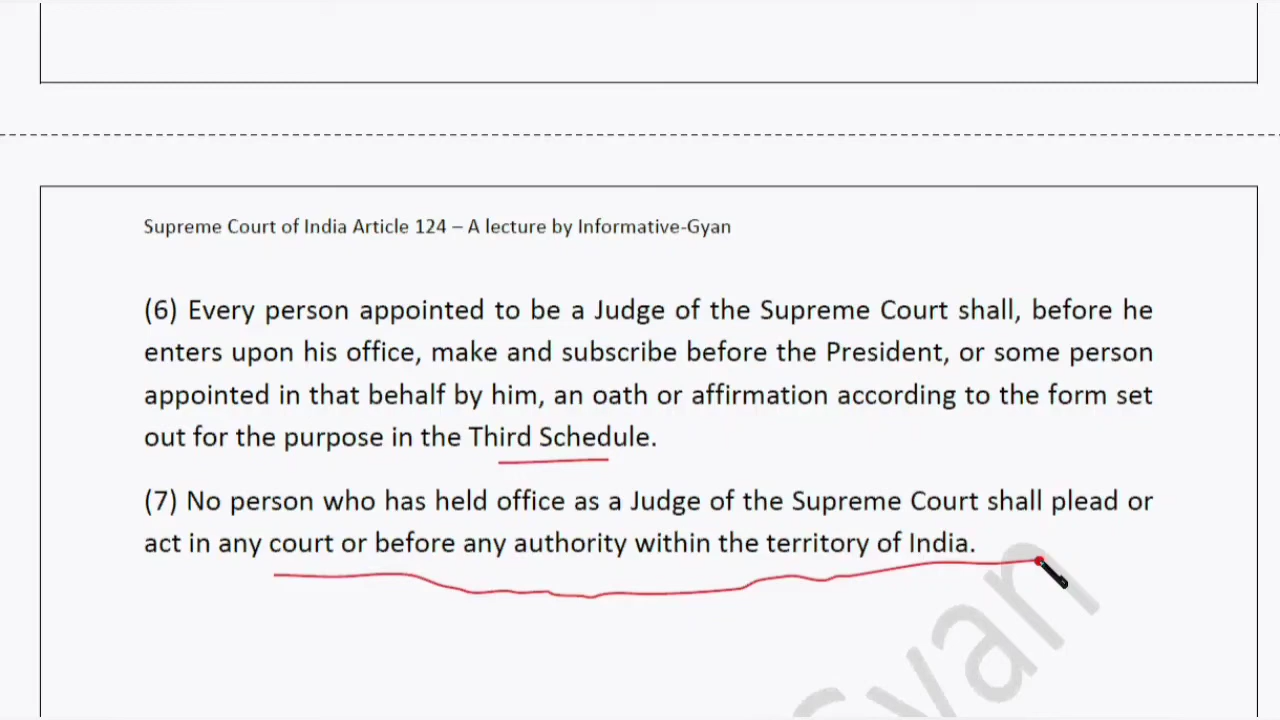 Supreme Court of India Article 124 – A lecture by Informative-Gyan
(6) Every person appointed to be a Judge of the Supreme Court shall, before he
enters upon his office, make and subscribe before the President, or some person
appointed in that behalf by him, an oath or affirmation according to the form set
out for the purpose in the Third Schedule.
(7) No person who has held office as a Judge of the Supreme Court shall plead or
act in any court or before any authority within the territory of India.
Gyan